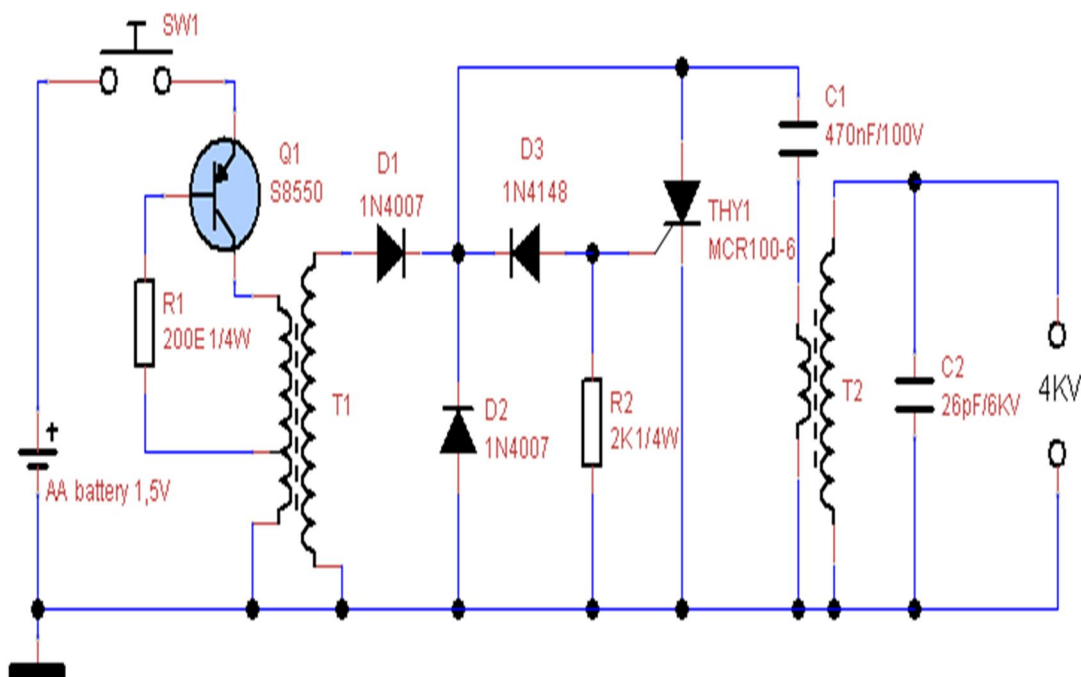 SW1
C1
470nF/100V
Q1
S8550
D1
1N4007
D3
1N4148
THY1
MCR100-6
R1
200E 1/4W
T1
D2
1N4007
R2
2K1/4W
T2
C2
26pF/6KV
4KV
+
AA battery 1,5V